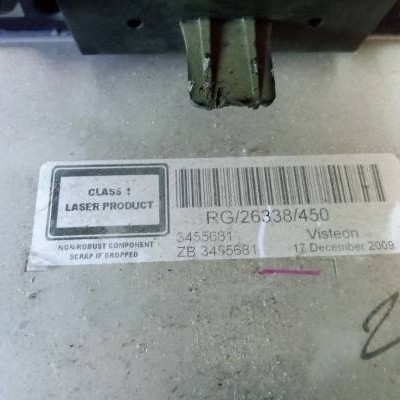 CLASS 1
LASER PRODUCT
NON-ROBUST COMPONENT
SCRAP IF DROPPED
RG/26338/450
3455681 Visteon
ZB 3455681 17 December 2009